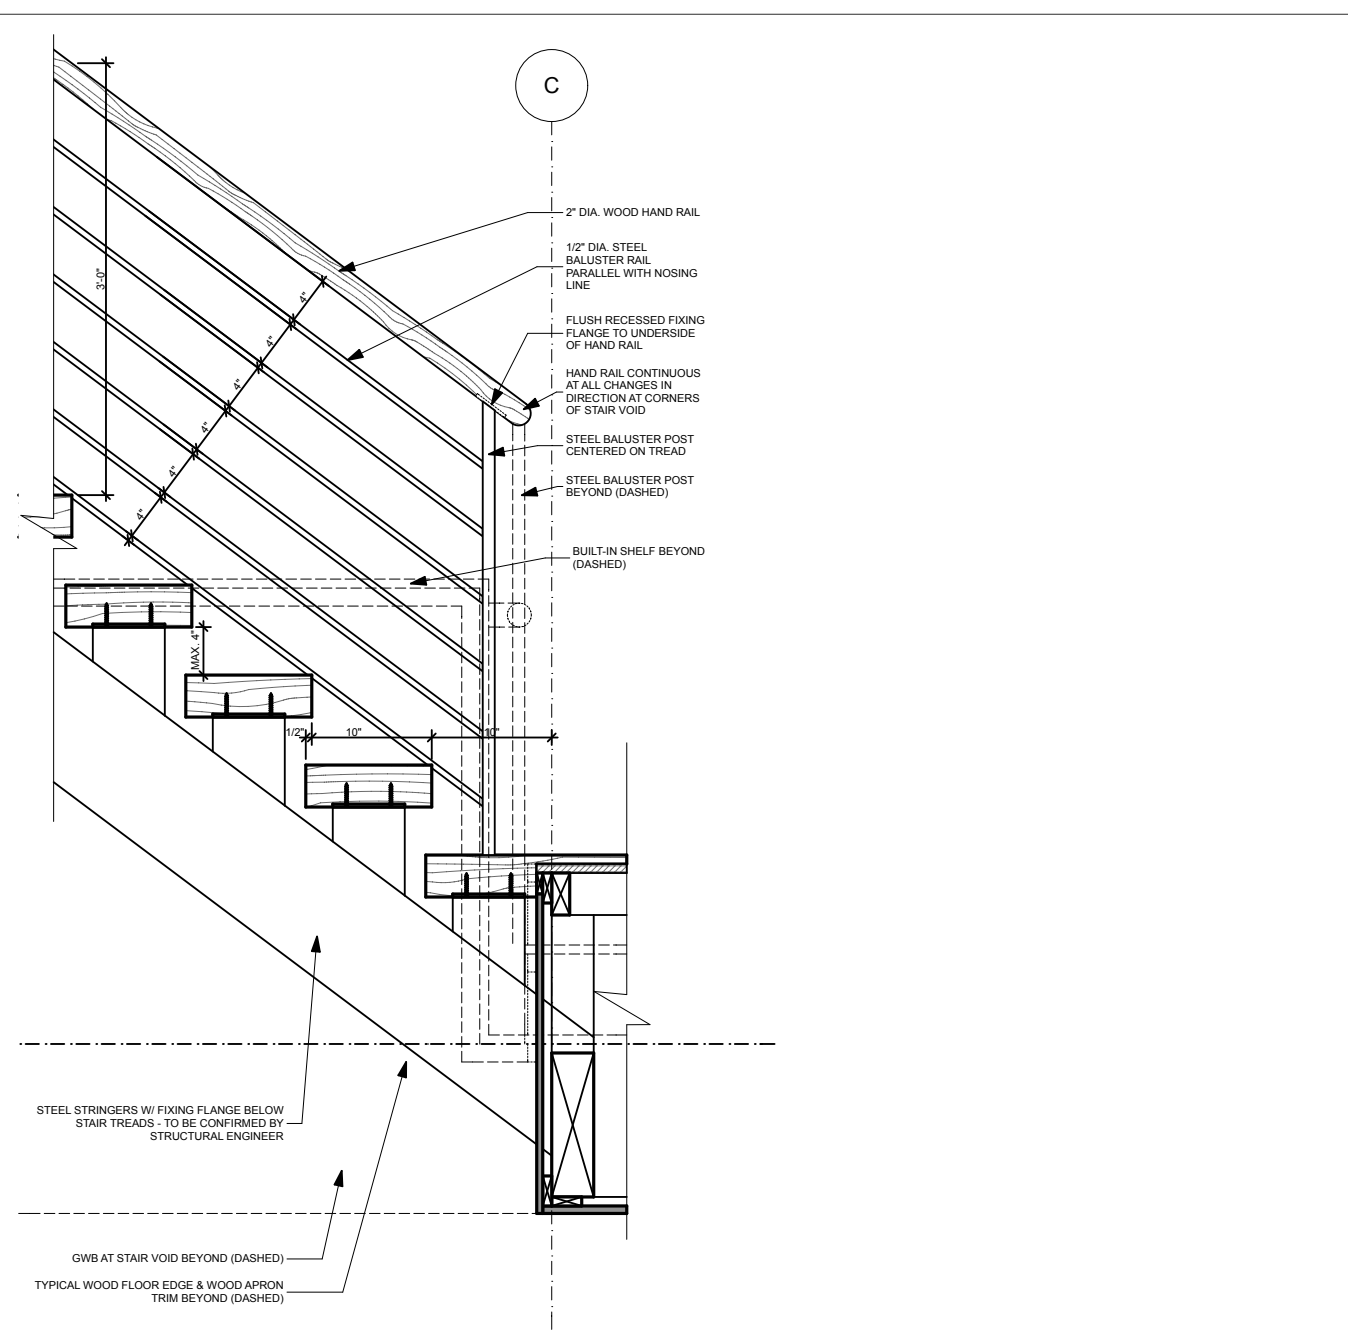 C
2" DIA. WOOD HAND RAIL
1/2" DIA. STEEL
BALUSTER RAIL
PARALLEL WITH NOSING
LINE
3'-0"
4"
4"
4"
4"
4"
4"
FLUSH RECESSED FIXING
FLANGE TO UNDERSIDE
OF HAND RAIL
HAND RAIL CONTINUOUS
AT ALL CHANGES IN
DIRECTION AT CORNERS
OF STAIR VOID
STEEL BALUSTER POST
CENTERED ON TREAD
STEEL BALUSTER POST
BEYOND (DASHED)
BUILT-IN SHELF BEYOND
(DASHED)
MAX. 4"
1/2"
10"
10"
STEEL STRINGERS W/ FIXING FLANGE BELOW
STAIR TREADS - TO BE CONFIRMED BY
STRUCTURAL ENGINEER
GWB AT STAIR VOID BEYOND (DASHED)
TYPICAL WOOD FLOOR EDGE & WOOD APRON
TRIM BEYOND (DASHED)